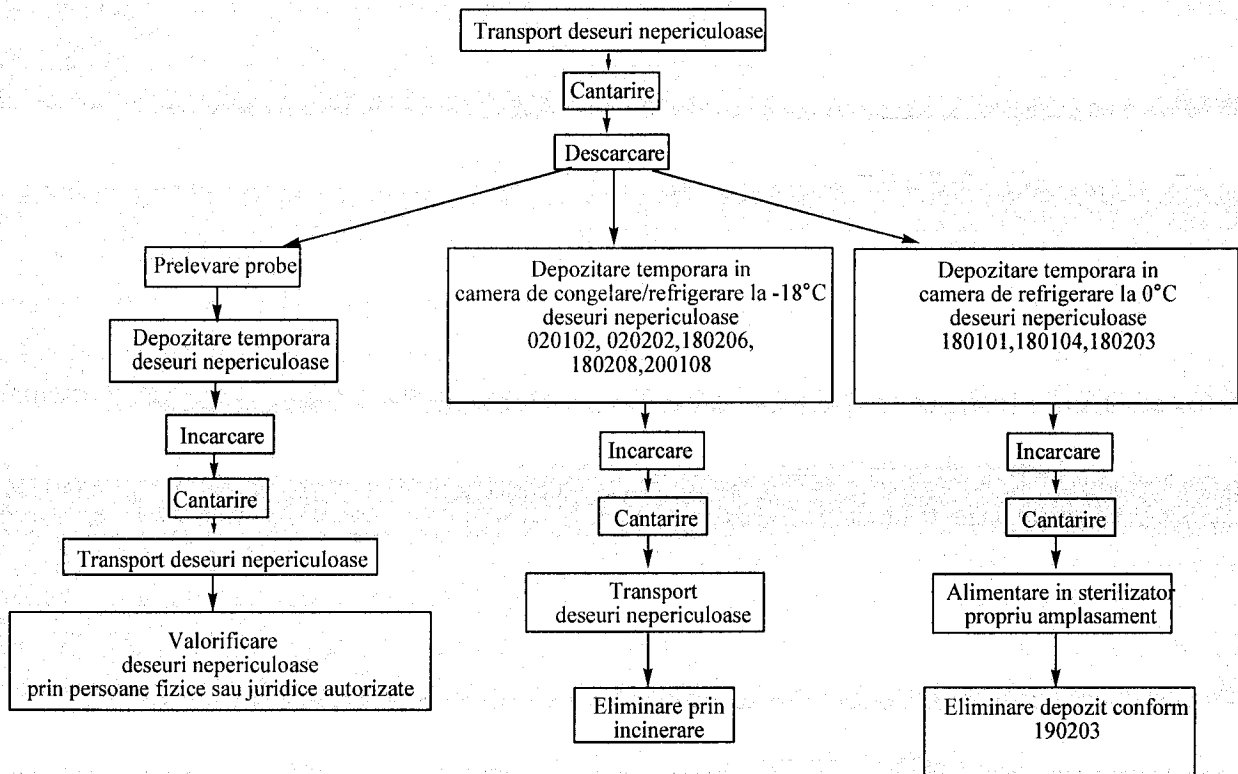 Transport deseuri nepericuloase
Cantarire
Descarcare
Prelevare probe
Depozitare temporara
deseuri nepericuloase
Incarcare
Cantarire
Transport deseuri nepericuloase
Valorificare
deseuri nepericuloase
prin persoane fizice sau juridice autorizate
Depozitare temporara in
camera de congelare/refrigerare la -18°C
deseuri nepericuloase
020102, 020202,180206,
180208,200108
Incarcare
Cantarire
Transport
deseuri nepericuloase
Eliminare prin
incinerare
Depozitare temporara in
camera de refrigerare la 0°C
deseuri nepericuloase
180101,180104,180203
Incarcare
Cantarire
Alimentare in sterilizator
propriu amplasament
Eliminare depozit conform
190203